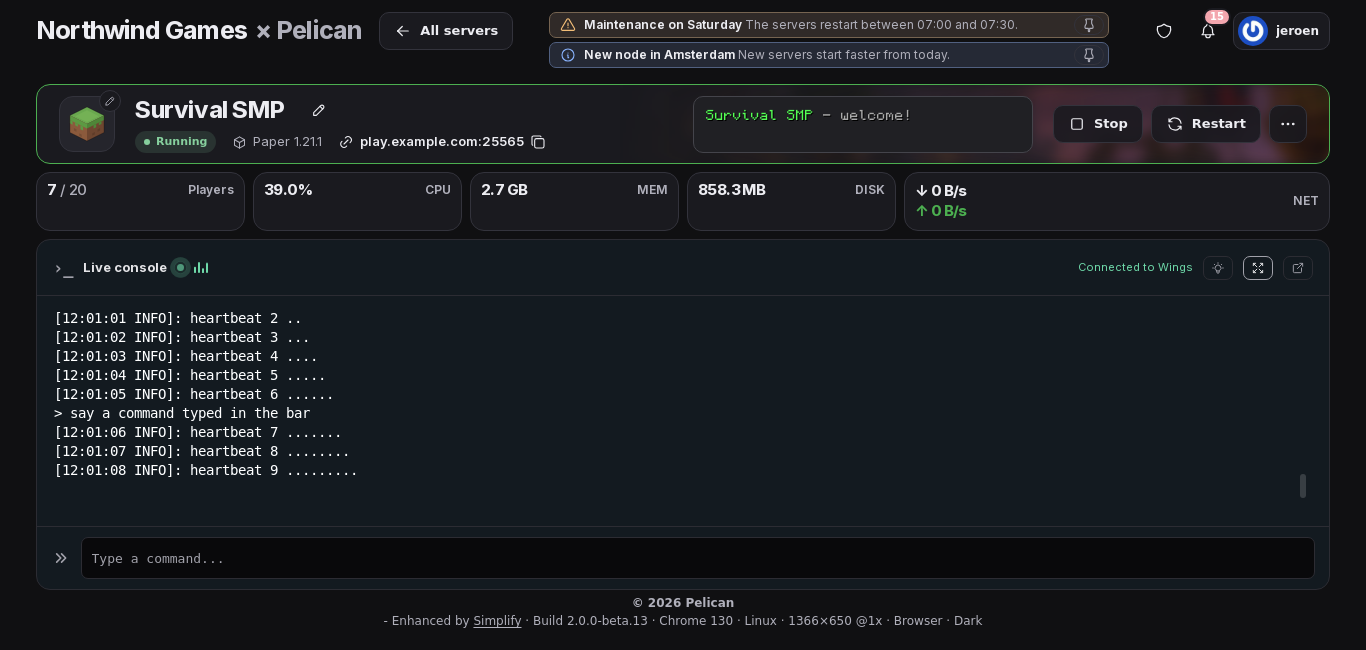 Northwind Games × Pelican
All servers
Maintenance on Saturday The servers restart between 07:00 and 07:30.
New node in Amsterdam New servers start faster from today.
15
jeroen
Survival SMP
Running
Paper 1.21.1
play.example.com:25565
Survival SMP - welcome!
Stop
Restart
7 / 20
Players
39.0%
CPU
2.7 GB
MEM
858.3 MB
DISK
↓ 0 B/s
↑ 0 B/s
NET
Live console
Connected to Wings
[12:01:01 INFO]: heartbeat 2 ..
[12:01:02 INFO]: heartbeat 3 ...
[12:01:03 INFO]: heartbeat 4 ....
[12:01:04 INFO]: heartbeat 5 .....
[12:01:05 INFO]: heartbeat 6 ......
> say a command typed in the bar
[12:01:06 INFO]: heartbeat 7 .......
[12:01:07 INFO]: heartbeat 8 ........
[12:01:08 INFO]: heartbeat 9 .........
Type a command...
© 2026 Pelican
- Enhanced by Simplify · Build 2.0.0-beta.13 · Chrome 130 · Linux · 1366×650 @1x · Browser · Dark